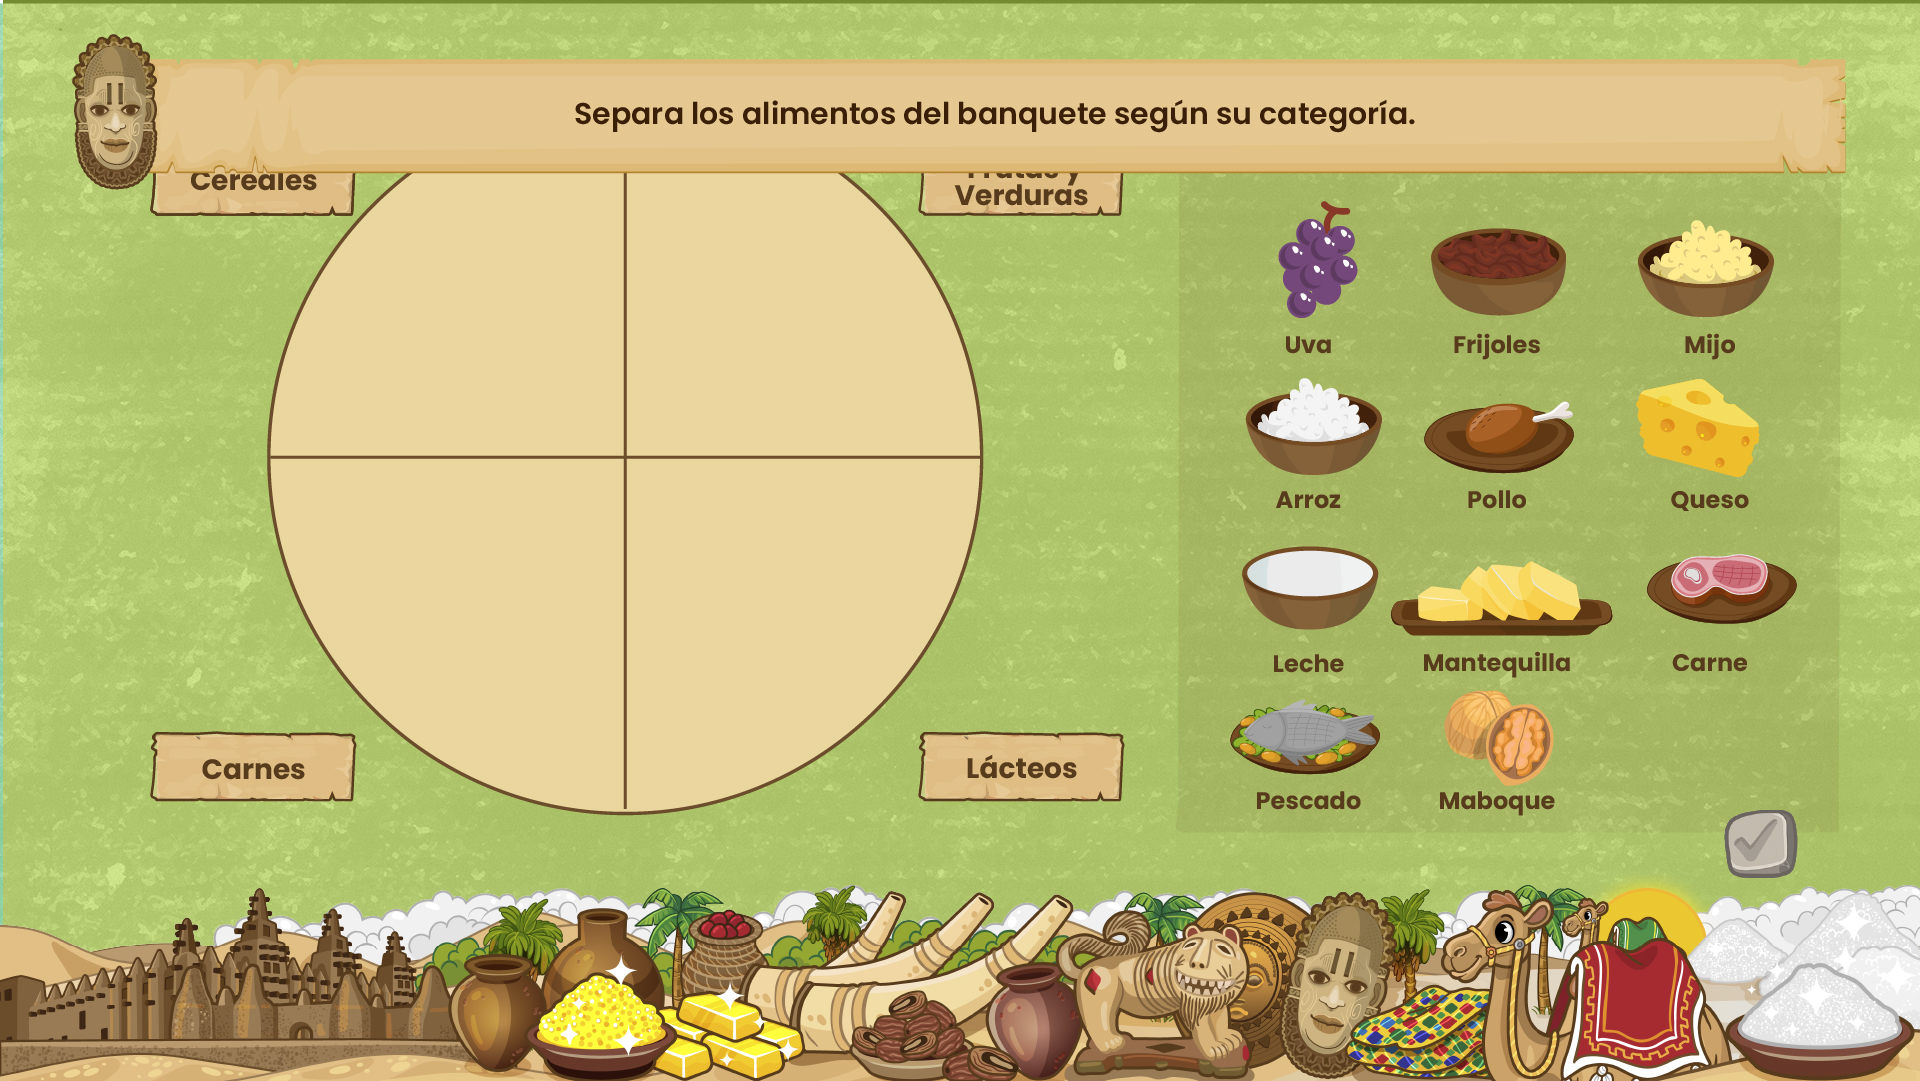 Separa los alimentos del banquete según su categoría.
Cereales
Frutas y
Verduras
Uva
Frijoles
Mijo
Arroz
Pollo
Queso
Leche
Mantequilla
Carne
Pescado
Maboque
Carnes
Lácteos